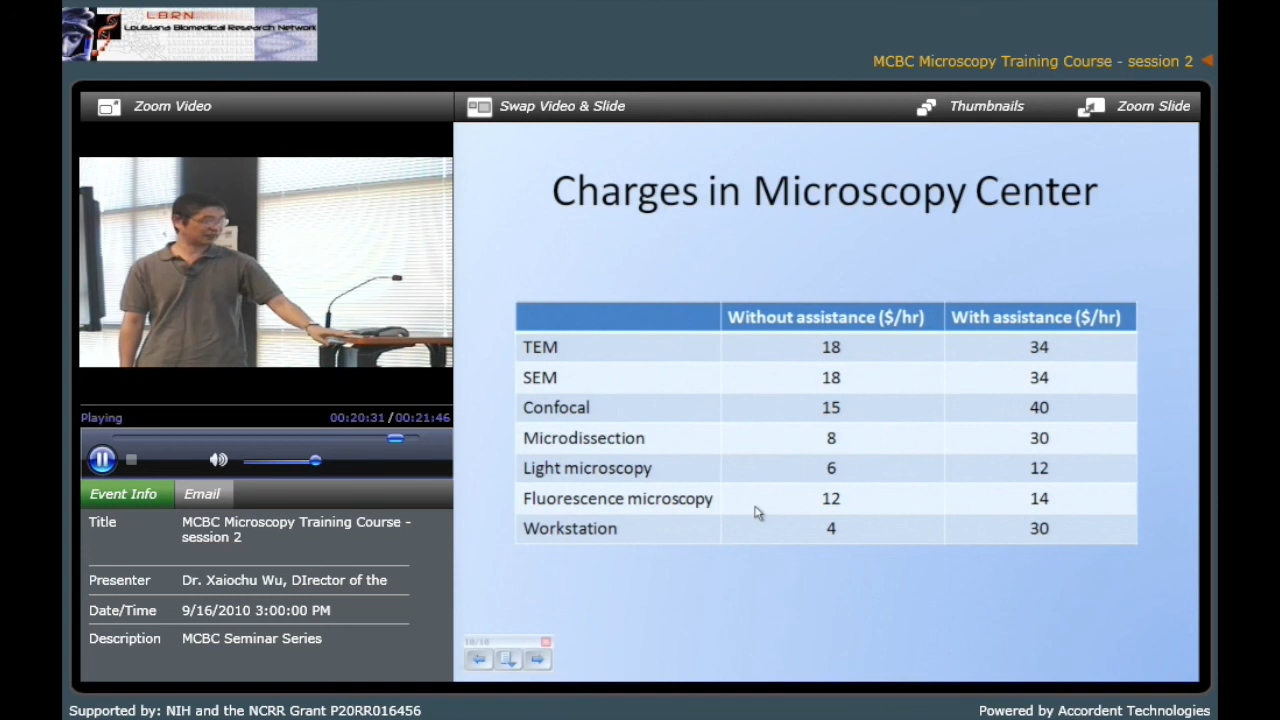 LBRN
Louisiana Biomedical Research Network
MCBC Microscopy Training Course - session 2
Zoom Video
Swap Video & Slide
Thumbnails
Zoom Slide
Charges in Microscopy Center
Without assistance ($/hr) With assistance ($/hr)
TEM 18 34
SEM 18 34
Confocal 15 40
Microdissection 8 30
Light microscopy 6 12
Fluorescence microscopy 12 14
Workstation 4 30
10/10
Playing 00:20:31 / 00:21:46
Event Info Email
Title MCBC Microscopy Training Course -
session 2
Presenter Dr. Xaiochu Wu, DIrector of the
Date/Time 9/16/2010 3:00:00 PM
Description MCBC Seminar Series
Supported by: NIH and the NCRR Grant P20RR016456
Powered by Accordent Technologies